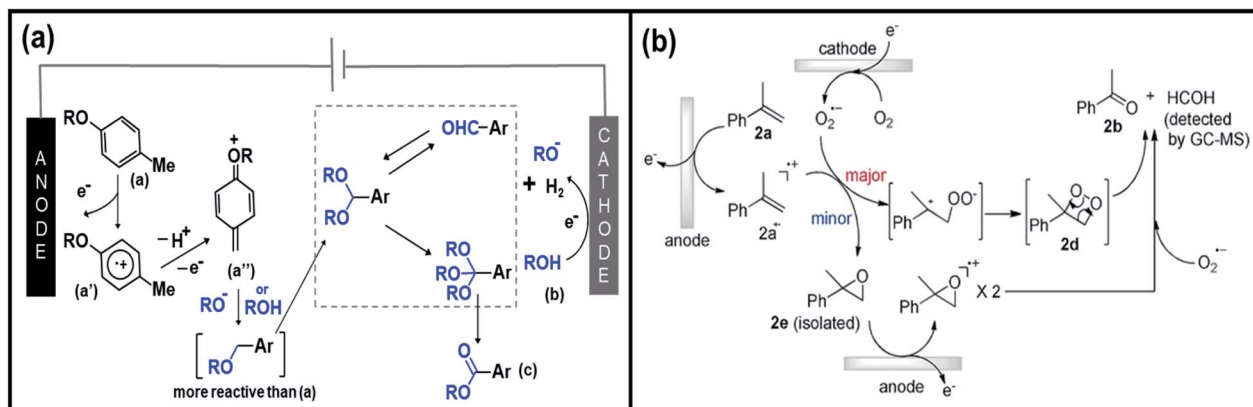 (a)
ANODE
RO
Me
(a)
e-
RO
·+
Me
(a')
–H+
–e-
+
OR
(a'')
RO- or ROH
RO
Ar
more reactive than (a)
OHC–Ar
RO
Ar
RO
RO
RO
Ar
RO
O
Ar
RO
(c)
RO-
+ H2
e-
ROH
(b)
CATHODE
(b)
e-
cathode
O2·-
O2
Ph
2a
e-
anode
Ph
·+
2a
major
minor
Ph
+
OO-
Ph
O
O
2d
Ph
O
2b
+ HCOH
(detected
by GC-MS)
O2·-
Ph
O
2e (isolated)
Ph
O
·+
X 2
anode
e-